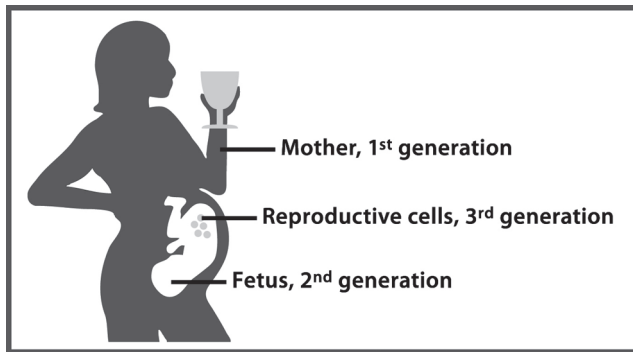 Mother, 1st generation
Reproductive cells, 3rd generation
Fetus, 2nd generation